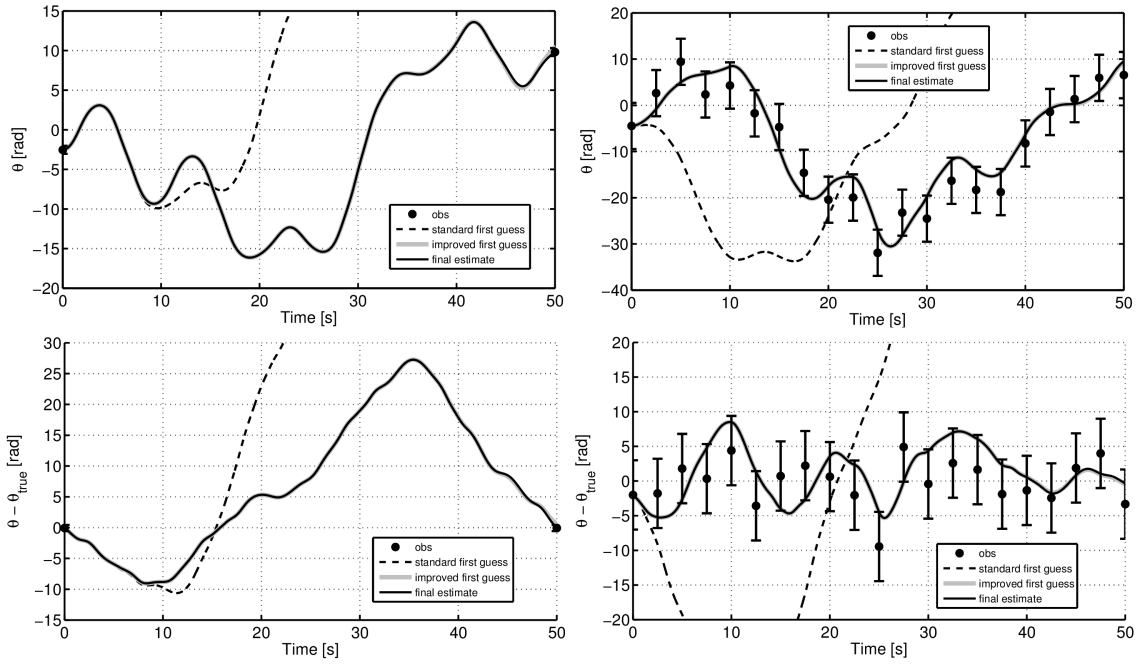 15
10
5
0
−5
−10
−15
−20
θ [rad]
0
10
20
30
40
50
Time [s]
obs
standard first guess
improved first guess
final estimate
20
10
0
−10
−20
−30
−40
θ [rad]
0
10
20
30
40
50
Time [s]
obs
standard first guess
improved first guess
final estimate
30
25
20
15
10
5
0
−5
−10
−15
θ − θtrue [rad]
0
10
20
30
40
50
Time [s]
obs
standard first guess
improved first guess
final estimate
20
15
10
5
0
−5
−10
−15
−20
θ − θtrue [rad]
0
10
20
30
40
50
Time [s]
obs
standard first guess
improved first guess
final estimate